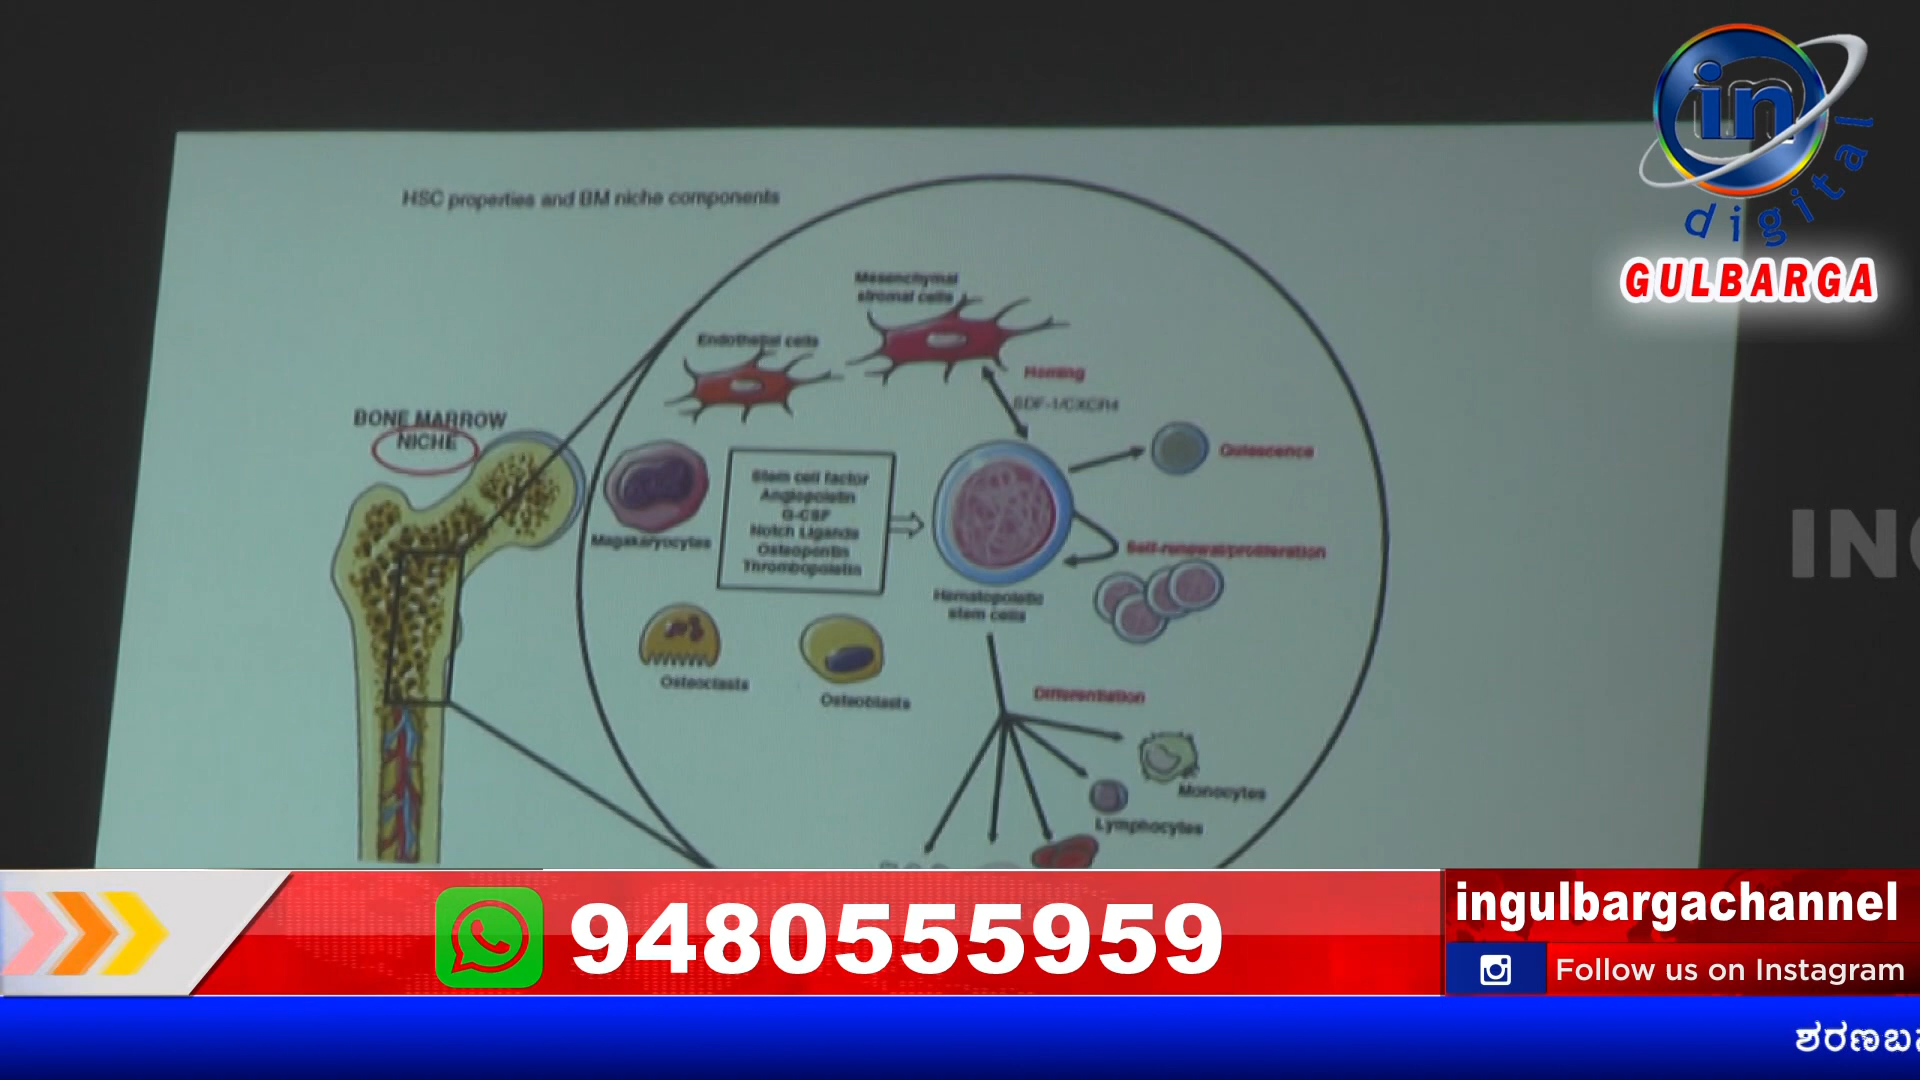 in
digital
GULBARGA
HSC properties and BM niche components
Mesenchymal
stromal cells
Endothelial cells
Homing
SDF-1/CXCR4
BONE MARROW
NICHE
Quiescence
Stem cell factor
Angiopoietin
G-CSF
Notch Ligands
Osteopontin
Thrombopoietin
Megakaryocytes
Self-renewal/proliferation
Hematopoietic
stem cells
Osteoclasts
Osteoblasts
Differentiation
Monocytes
Lymphocytes
9480555959
ingulbargachannel
Follow us on Instagram